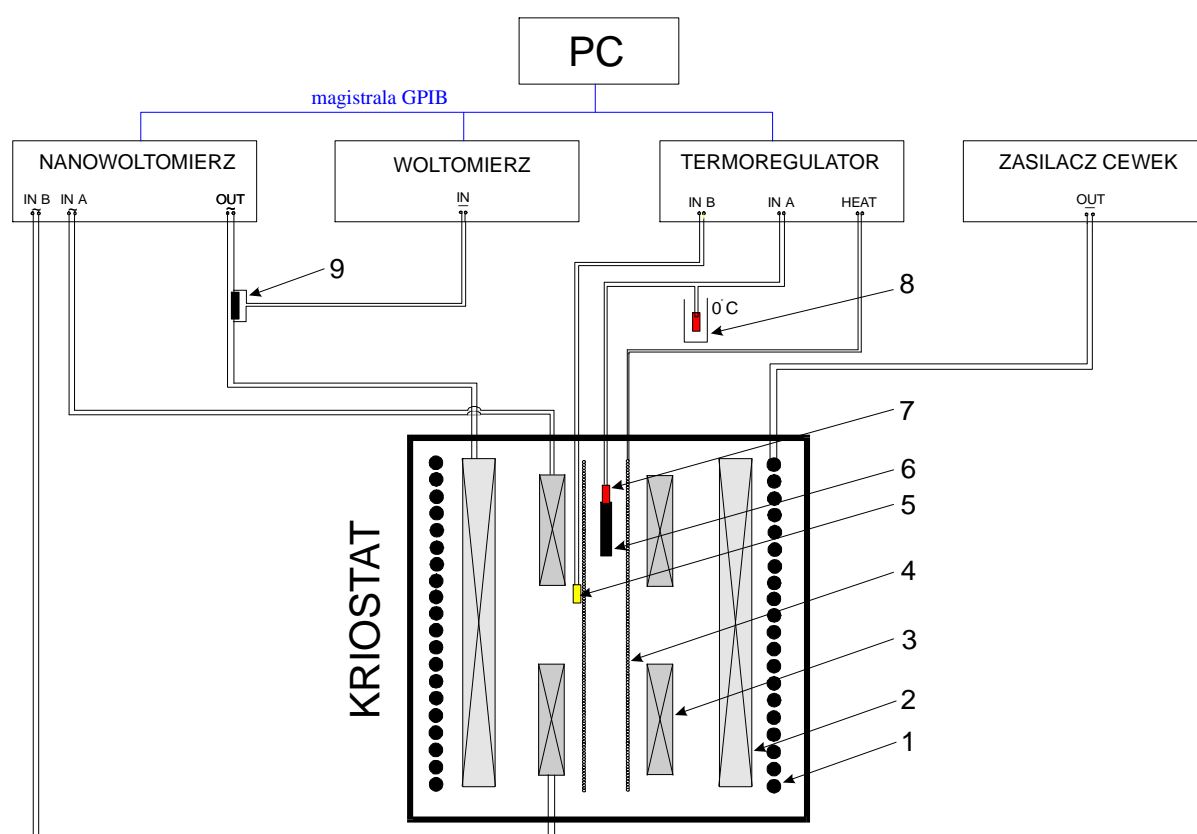 PC
magistrala GPIB
NANOWOLTOMIERZ
WOLTOMIERZ
TERMOREGULATOR
ZASILACZ CEWEK
IN B
IN A
OUT
IN
IN B
IN A
HEAT
OUT
9
8
0°C
7
6
5
4
3
2
1
KRIOSTAT